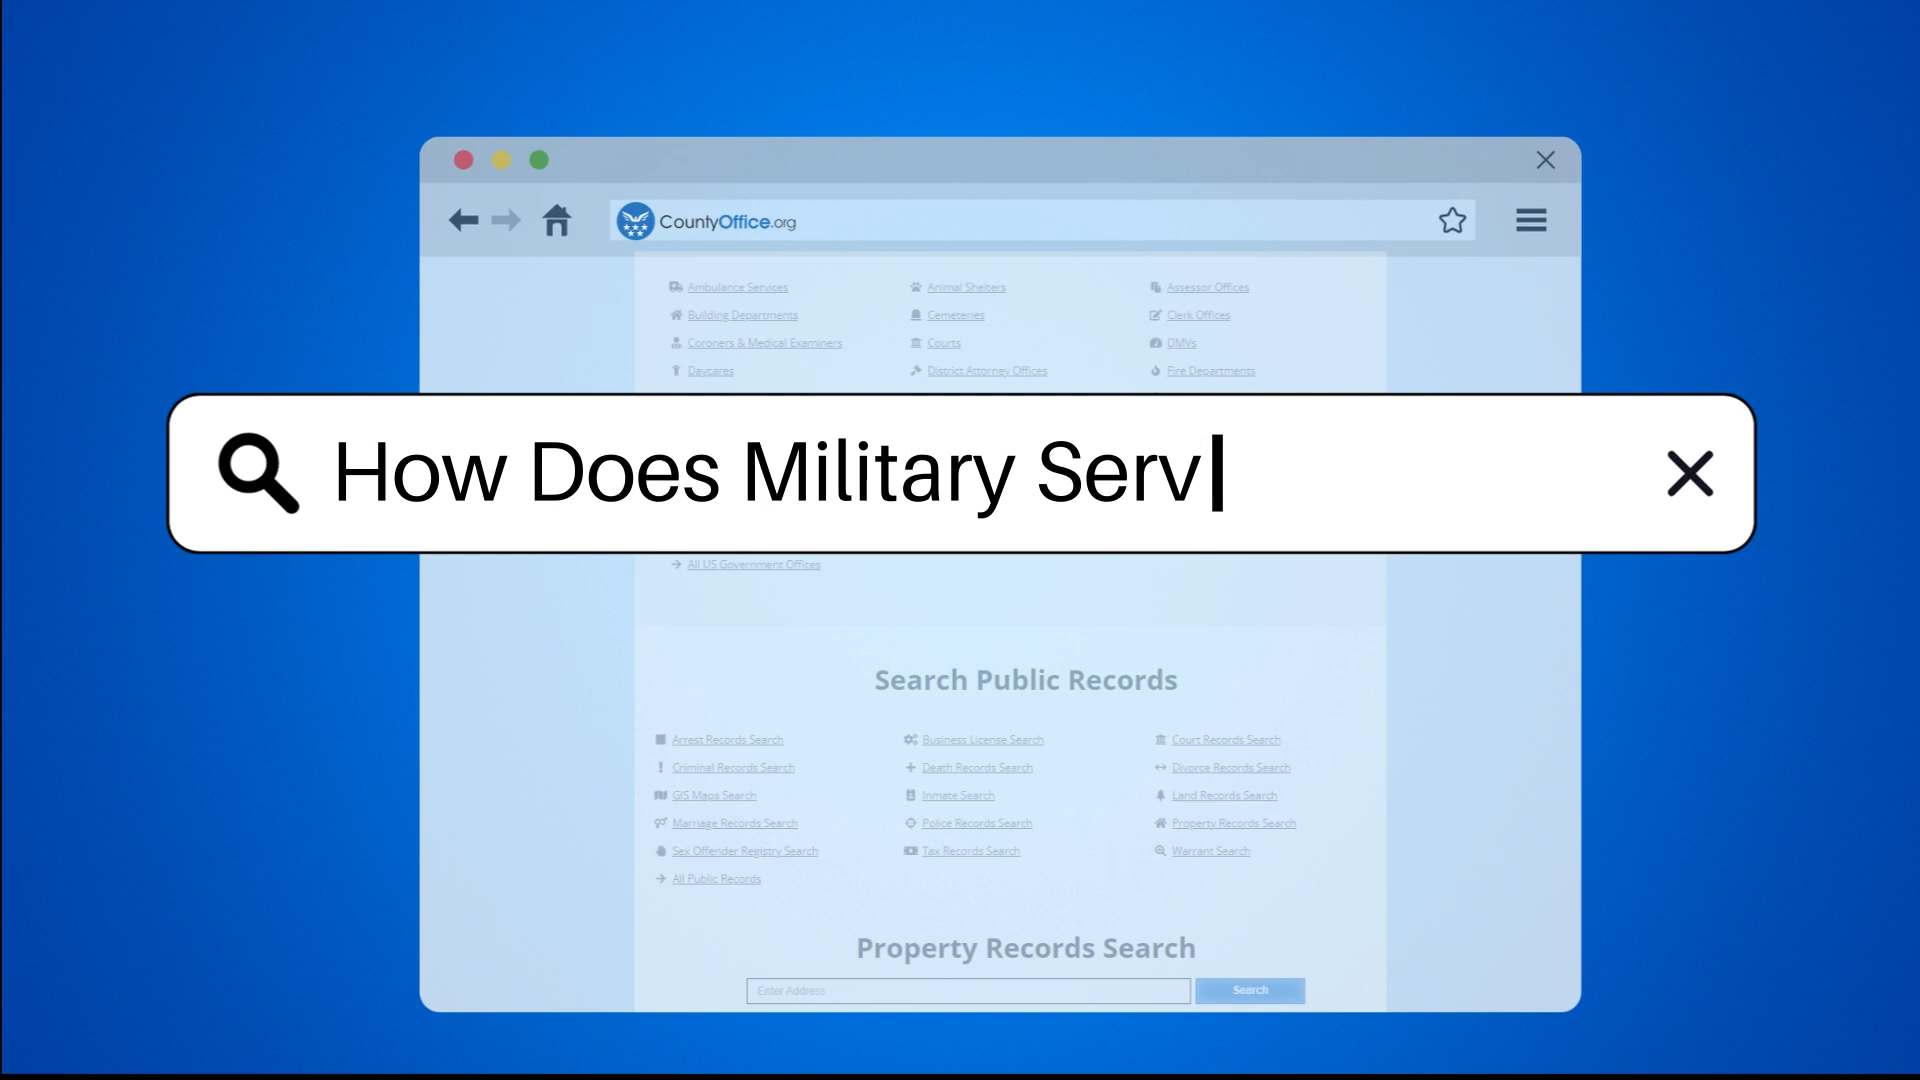 CountyOffice.org
Ambulance Services Animal Shelters Assessor Offices
Building Departments Cemeteries Clerk Offices
Coroners & Medical Examiners Courts DMVs
Daycares District Attorney Offices Fire Departments
How Does Military Serv
All US Government Offices
Search Public Records
Arrest Records Search Business License Search Court Records Search
Criminal Records Search Death Records Search Divorce Records Search
GIS Maps Search Inmate Search Land Records Search
Marriage Records Search Police Records Search Property Records Search
Sex Offender Registry Search Tax Records Search Warrant Search
All Public Records
Property Records Search
Enter Address Search